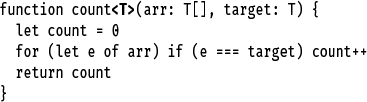 function count<T>(arr: T[], target: T) {
  let count = 0
  for (let e of arr) if (e === target) count++
  return count
}